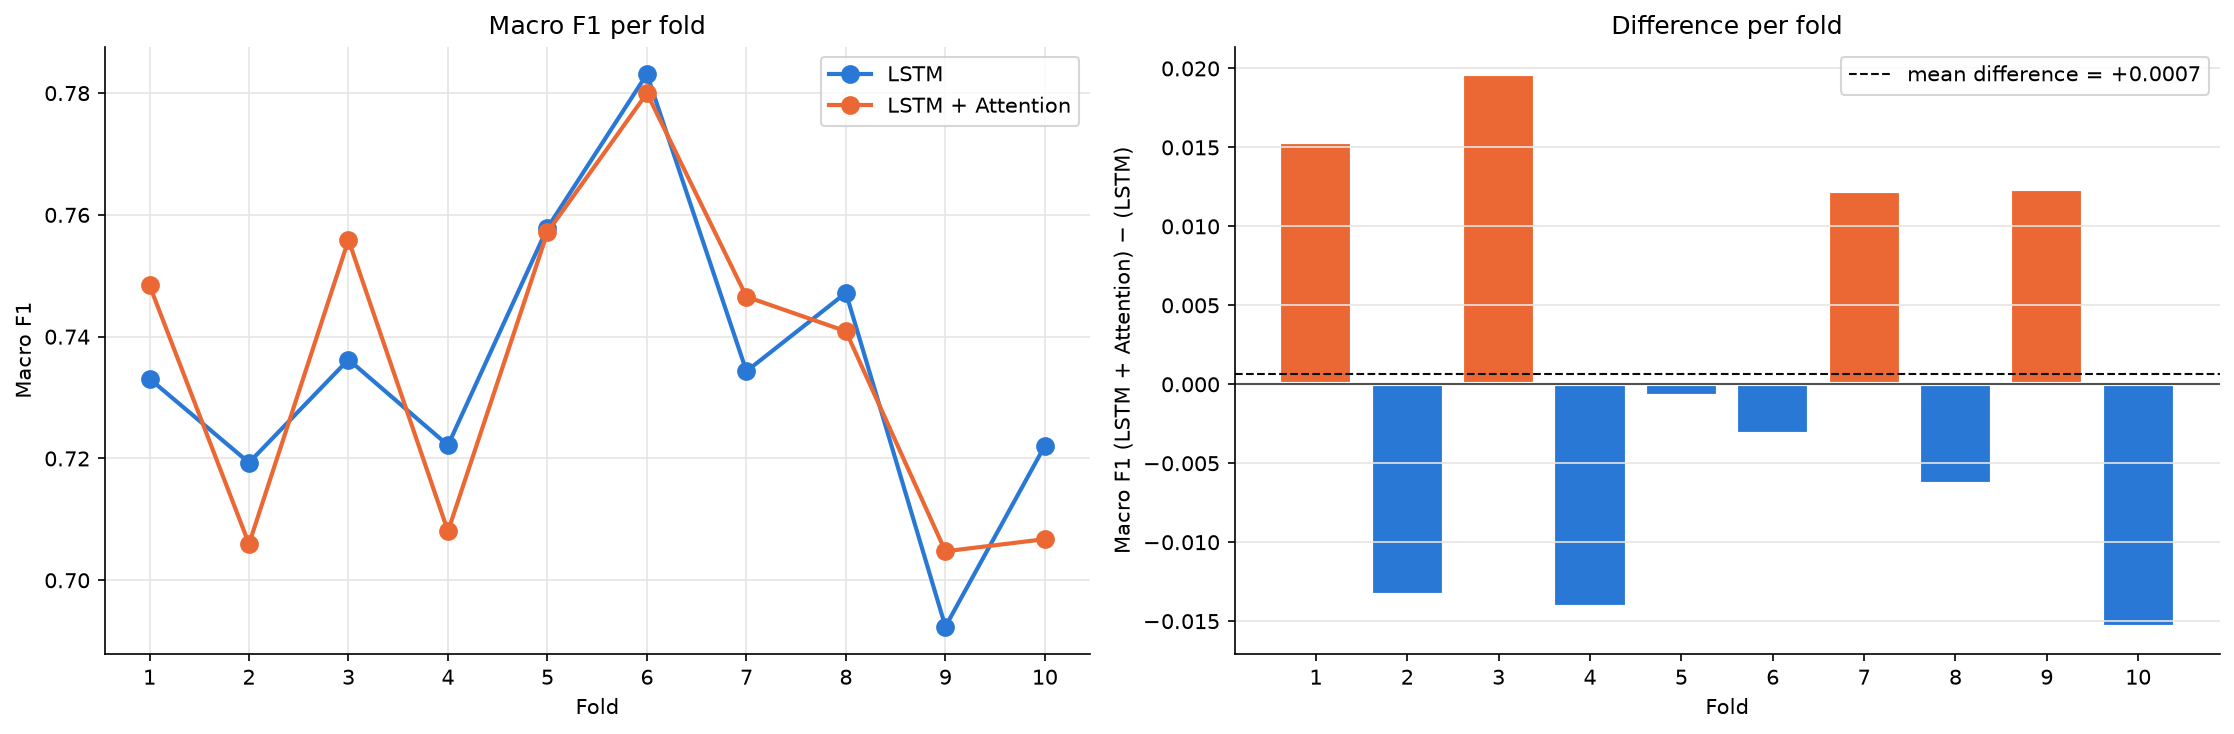 Macro F1 per fold
Macro F1
0.78
0.76
0.74
0.72
0.70
LSTM
LSTM + Attention
1 2 3 4 5 6 7 8 9 10
Fold
Difference per fold
Macro F1 (LSTM + Attention) − (LSTM)
0.020
0.015
0.010
0.005
0.000
−0.005
−0.010
−0.015
mean difference = +0.0007
1 2 3 4 5 6 7 8 9 10
Fold